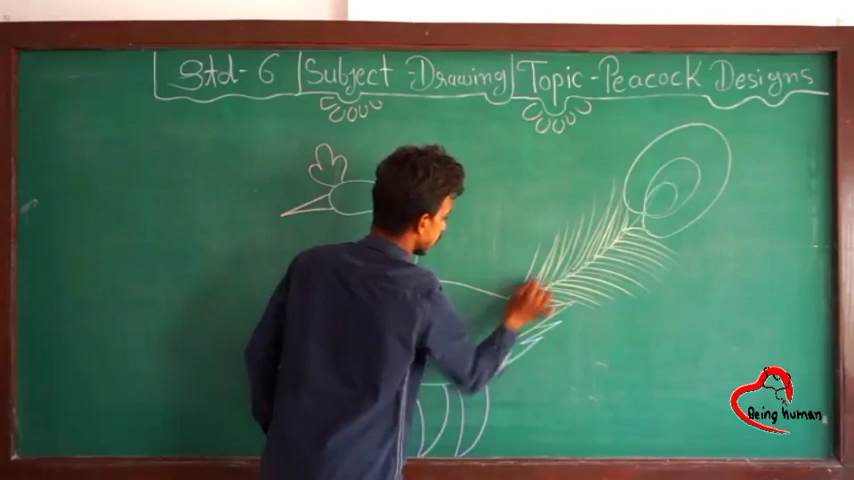 Std- 6 Subject - Drawing Topic - Peacock Designs
Being human